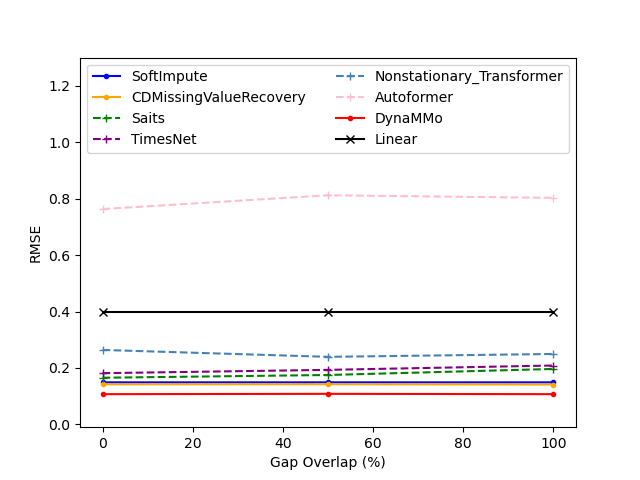 SoftImpute
CDMissingValueRecovery
Saits
TimesNet
Nonstationary_Transformer
Autoformer
DynaMMo
Linear
1.2
1.0
0.8
0.6
0.4
0.2
0.0
RMSE
0 20 40 60 80 100
Gap Overlap (%)